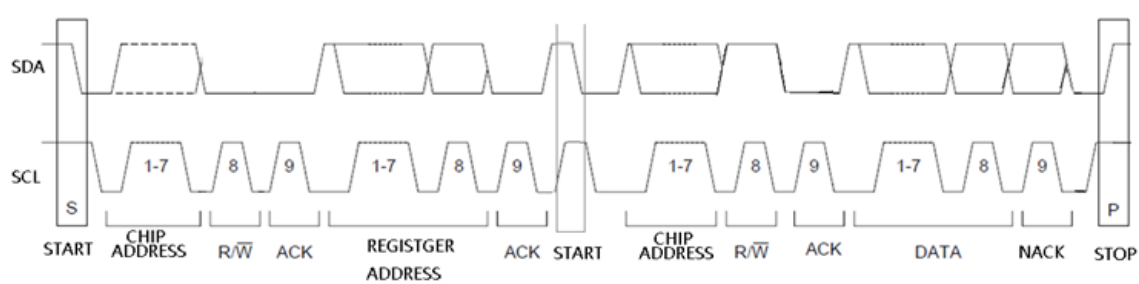 SDA
SCL
1-7
8
9
1-7
8
9
1-7
8
9
1-7
8
9
S
P
START
CHIP
ADDRESS
R/W̅
ACK
REGISTGER
ADDRESS
ACK
START
CHIP
ADDRESS
R/W̅
ACK
DATA
NACK
STOP